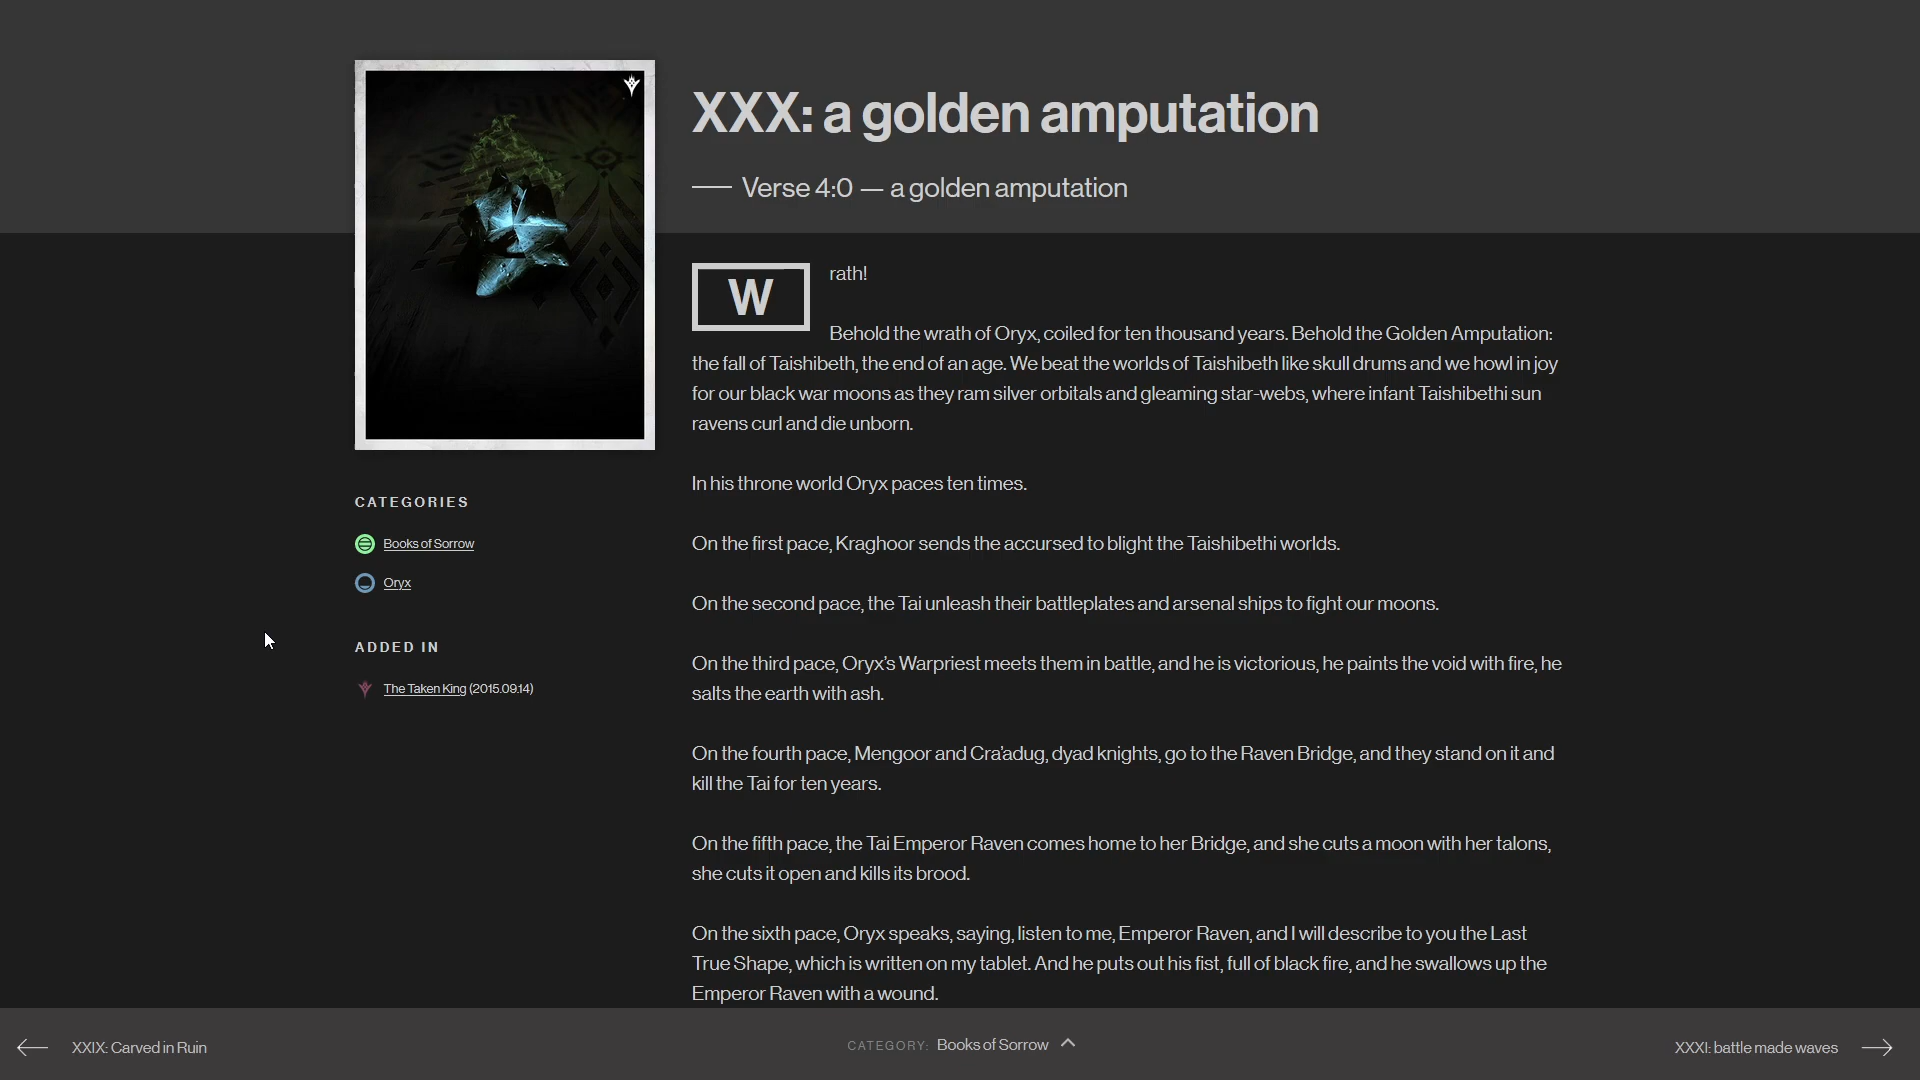 XXX: a golden amputation
Verse 4:0 — a golden amputation
Wrath!
Behold the wrath of Oryx, coiled for ten thousand years. Behold the Golden Amputation:
the fall of Taishibeth, the end of an age. We beat the worlds of Taishibeth like skull drums and we howl in joy
for our black war moons as they ram silver orbitals and gleaming star-webs, where infant Taishibethi sun
ravens curl and die unborn.
In his throne world Oryx paces ten times.
On the first pace, Kraghoor sends the accursed to blight the Taishibethi worlds.
On the second pace, the Tai unleash their battleplates and arsenal ships to fight our moons.
On the third pace, Oryx’s Warpriest meets them in battle, and he is victorious, he paints the void with fire, he
salts the earth with ash.
On the fourth pace, Mengoor and Cra’adug, dyad knights, go to the Raven Bridge, and they stand on it and
kill the Tai for ten years.
On the fifth pace, the Tai Emperor Raven comes home to her Bridge, and she cuts a moon with her talons,
she cuts it open and kills its brood.
On the sixth pace, Oryx speaks, saying, listen to me, Emperor Raven, and I will describe to you the Last
True Shape, which is written on my tablet. And he puts out his fist, full of black fire, and he swallows up the
Emperor Raven with a wound.
CATEGORIES
Books of Sorrow
Oryx
ADDED IN
The Taken King (2015.09.14)
XXIX: Carved in Ruin
CATEGORY: Books of Sorrow
XXXI: battle made waves